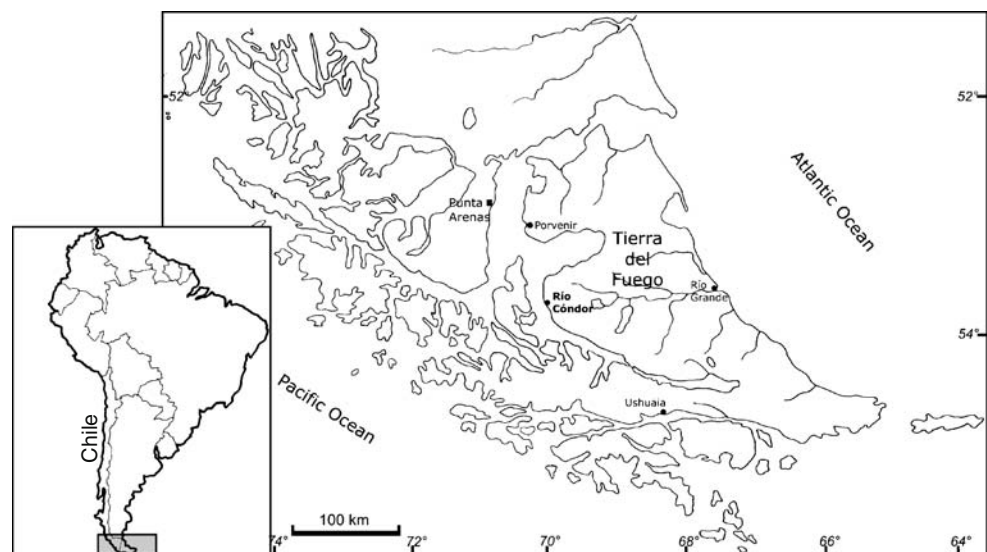 52°
52°
Atlantic Ocean
Punta
Arenas
Porvenir
Tierra
del
Fuego
Río
Grande
Río
Cóndor
54°
Pacific Ocean
Ushuaia
Chile
100 km
74°
72°
70°
68°
66°
64°